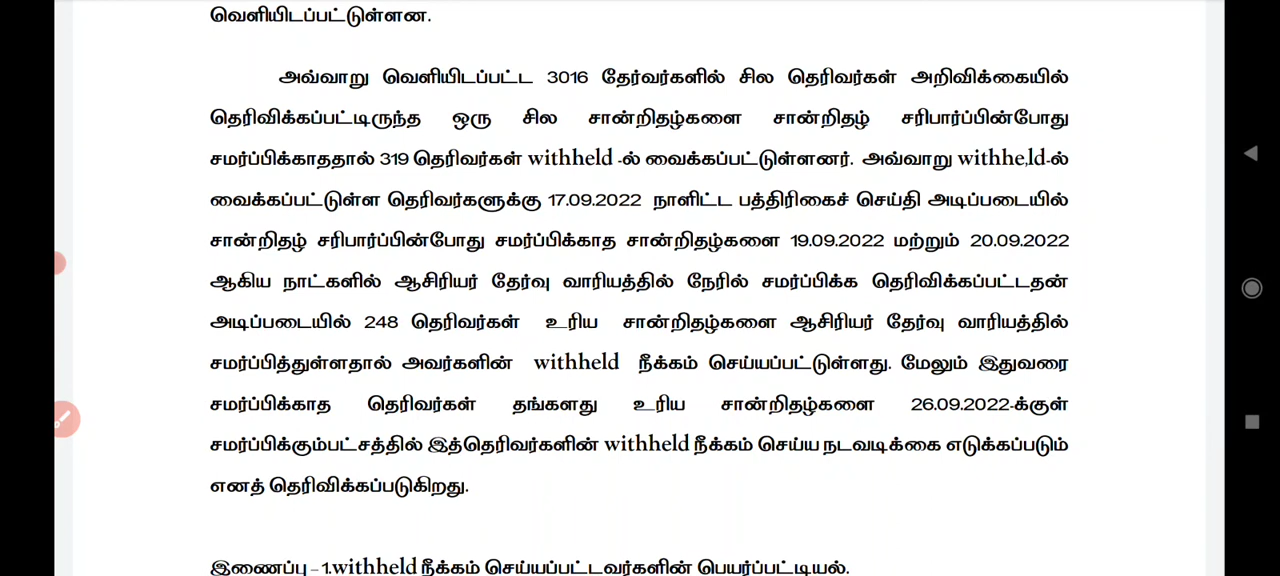 வெளியிடப்பட்டுள்ளன.
அவ்வாறு வெளியிடப்பட்ட 3016 தேர்வர்களில் சில தெரிவர்கள் அறிவிக்கையில்
தெரிவிக்கப்பட்டிருந்த ஒரு சில சான்றிதழ்களை சான்றிதழ் சரிபார்ப்பின்போது
சமர்ப்பிக்காததால் 319 தெரிவர்கள் withheld -ல் வைக்கப்பட்டுள்ளனர். அவ்வாறு withhe,ld-ல்
வைக்கப்பட்டுள்ள தெரிவர்களுக்கு 17.09.2022 நாளிட்ட பத்திரிகைச் செய்தி அடிப்படையில்
சான்றிதழ் சரிபார்ப்பின்போது சமர்ப்பிக்காத சான்றிதழ்களை 19.09.2022 மற்றும் 20.09.2022
ஆகிய நாட்களில் ஆசிரியர் தேர்வு வாரியத்தில் நேரில் சமர்ப்பிக்க தெரிவிக்கப்பட்டதன்
அடிப்படையில் 248 தெரிவர்கள் உரிய சான்றிதழ்களை ஆசிரியர் தேர்வு வாரியத்தில்
சமர்ப்பித்துள்ளதால் அவர்களின் withheld நீக்கம் செய்யப்பட்டுள்ளது. மேலும் இதுவரை
சமர்ப்பிக்காத தெரிவர்கள் தங்களது உரிய சான்றிதழ்களை 26.09.2022-க்குள்
சமர்ப்பிக்கும்பட்சத்தில் இத்தெரிவர்களின் withheld நீக்கம் செய்ய நடவடிக்கை எடுக்கப்படும்
எனத் தெரிவிக்கப்படுகிறது.
இணைப்பு – 1.withheld நீக்கம் செய்யப்பட்டவர்களின் பெயர்ப்பட்டியல்.